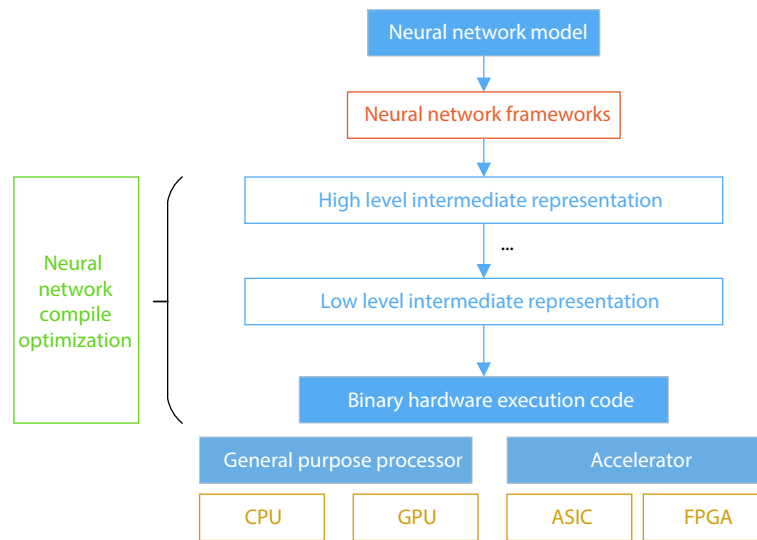 Neural network model
Neural network frameworks
High level intermediate representation
...
Neural
network
compile
optimization
Low level intermediate representation
Binary hardware execution code
General purpose processor
Accelerator
CPU
GPU
ASIC
FPGA